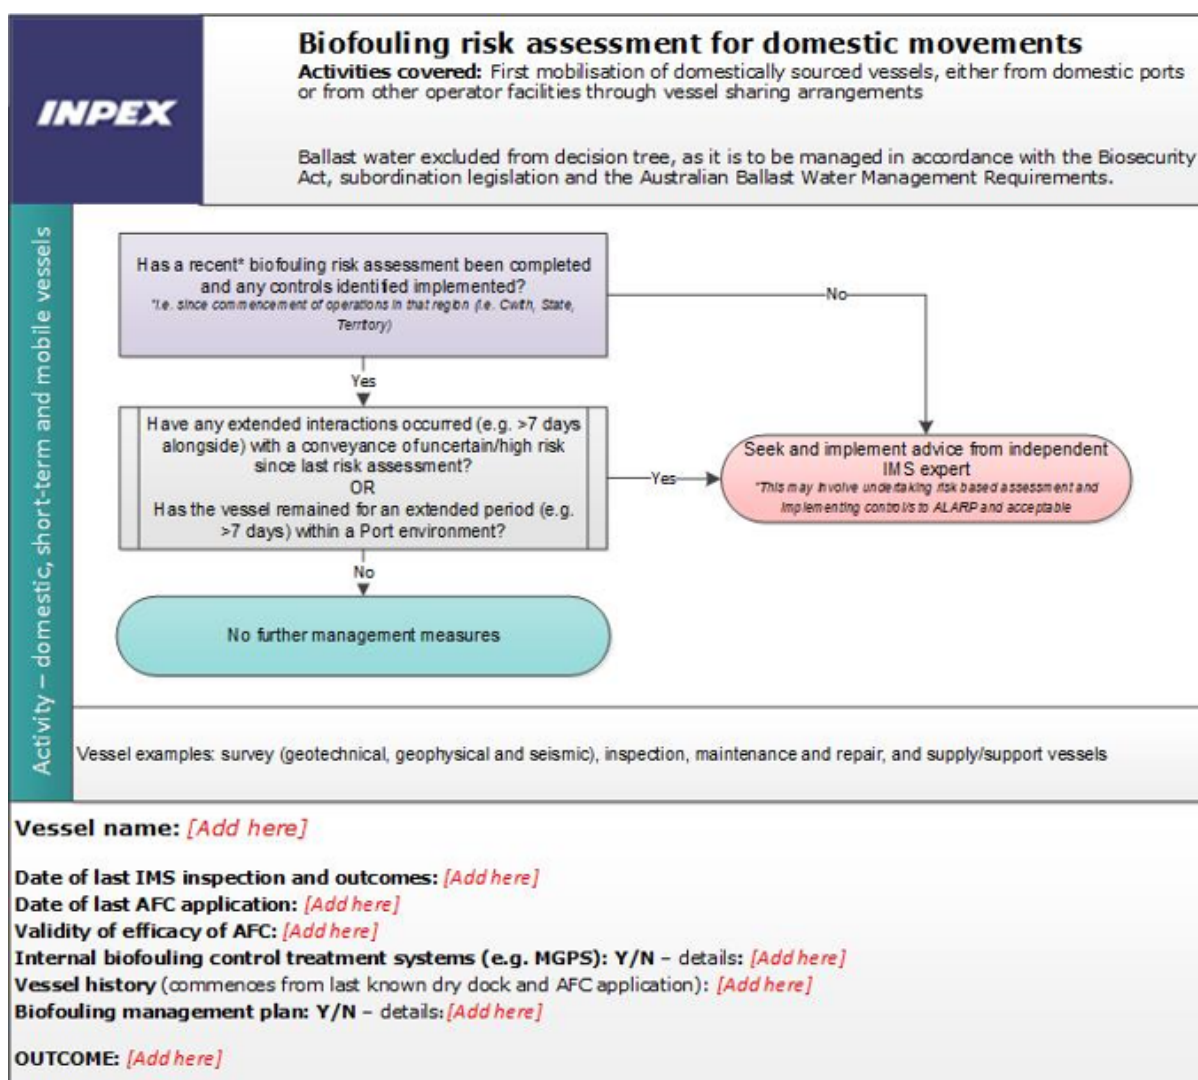 INPEX
Biofouling risk assessment for domestic movements
Activities covered: First mobilisation of domestically sourced vessels, either from domestic ports
or from other operator facilities through vessel sharing arrangements
Ballast water excluded from decision tree, as it is to be managed in accordance with the Biosecurity
Act, subordination legislation and the Australian Ballast Water Management Requirements.
Activity – domestic, short-term and mobile vessels
Has a recent* biofouling risk assessment been completed
and any controls identified implemented?
*I.e. since commencement of operations in that region (i.e. Cwth, State,
Territory)
No
Yes
Have any extended interactions occurred (e.g. >7 days
alongside) with a conveyance of uncertain/high risk
since last risk assessment?
OR
Has the vessel remained for an extended period (e.g.
>7 days) within a Port environment?
Yes
Seek and implement advice from independent
IMS expert
*This may involve undertaking risk based assessment and
implementing control/s to ALARP and acceptable
No
No further management measures
Vessel examples: survey (geotechnical, geophysical and seismic), inspection, maintenance and repair, and supply/support vessels
Vessel name: [Add here]
Date of last IMS inspection and outcomes: [Add here]
Date of last AFC application: [Add here]
Validity of efficacy of AFC: [Add here]
Internal biofouling control treatment systems (e.g. MGPS): Y/N – details: [Add here]
Vessel history (commences from last known dry dock and AFC application): [Add here]
Biofouling management plan: Y/N – details: [Add here]
OUTCOME: [Add here]